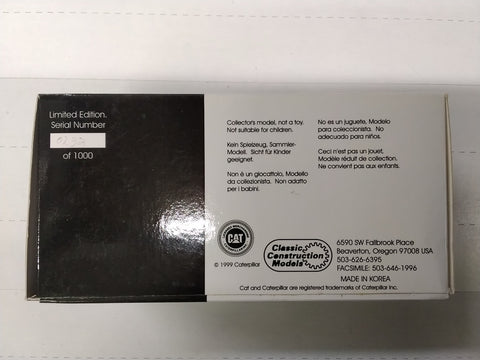 Limited Edition.
Serial Number
of 1000
Collector's model, not a toy.
Not suitable for children.
Kein Spielzeug, Sammler-
Modell. Sicht für Kinder
geeignet.
Non è un giocattolo, Modello
da collezionista. Non adatto
per i babini.
No es un juguete, Modelo
para coleccionista. No
adecuado para niños.
Ceci n'est pas un jouet,
Modèle réduit de collection.
Ne convient pas aux enfants.
CAT
© 1999 Caterpillar
Classic
Construction
Models
6590 SW Fallbrook Place
Beaverton, Oregon 97008 USA
503-626-6395
FACSIMILE: 503-646-1996
MADE IN KOREA
Cat and Caterpillar are registered trademarks of Caterpillar Inc.